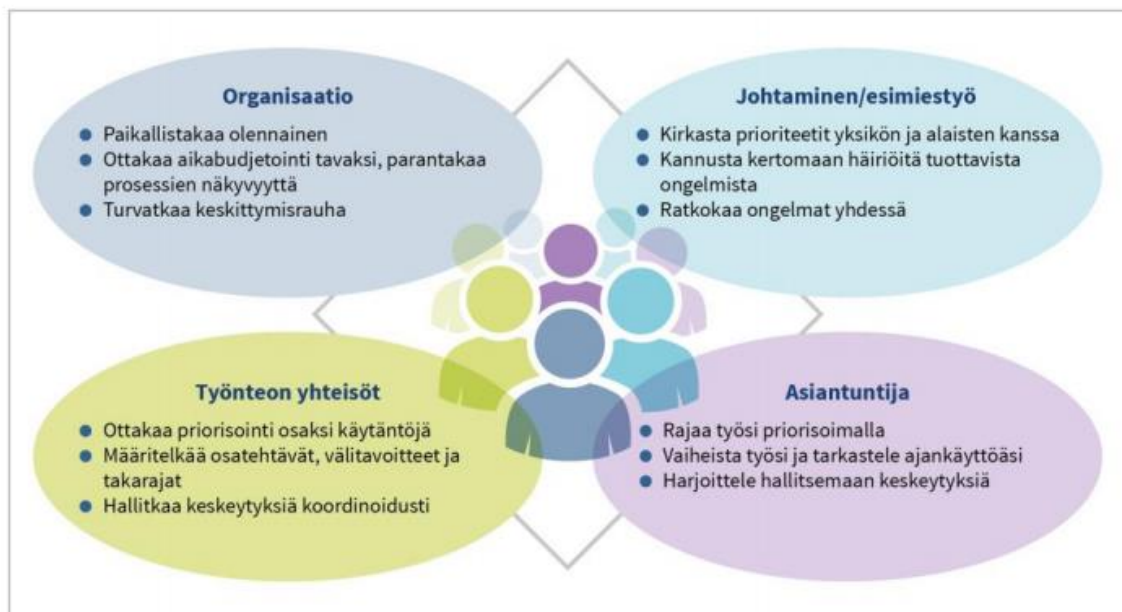 Organisaatio
Paikallistakaa olennainen
Ottakaa aikabudjetointi tavaksi, parantakaa
prosessien näkyvyyttä
Turvatkaa keskittymisrauha
Johtaminen/esimiestyö
Kirkasta prioriteetit yksikön ja alaisten kanssa
Kannusta kertomaan häiriöitä tuottavista
ongelmista
Ratkokaa ongelmat yhdessä
Työnteon yhteisöt
Ottakaa priorisointi osaksi käytäntöjä
Määritelkää osatehtävät, välitavoitteet ja
takarajat
Hallitkaa keskeytyksiä koordinoidusti
Asiantuntija
Rajaa työsi priorisoimalla
Vaiheista työsi ja tarkastele ajankäyttöäsi
Harjoittele hallitsemaan keskeytyksiä